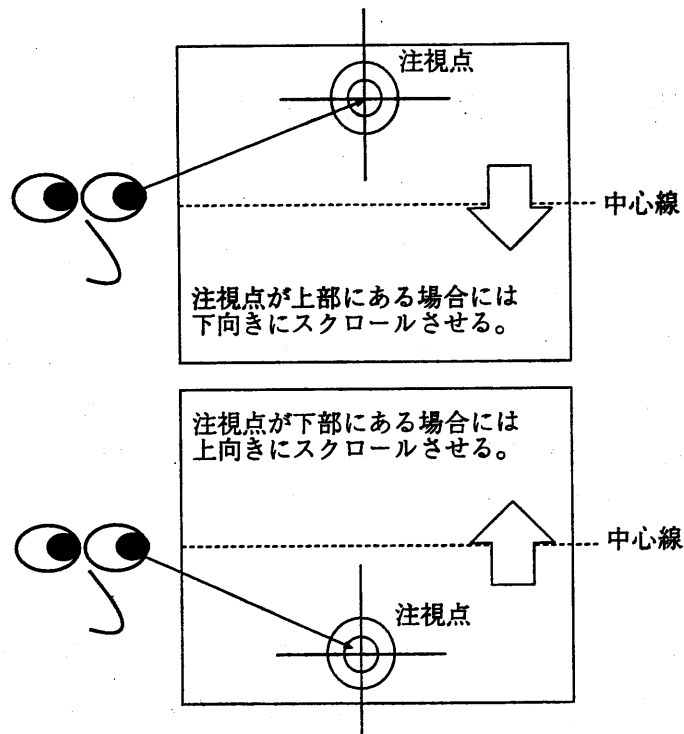 注視点
中心線
注視点が上部にある場合には
下向きにスクロールさせる。
注視点が下部にある場合には
上向きにスクロールさせる。
中心線
注視点